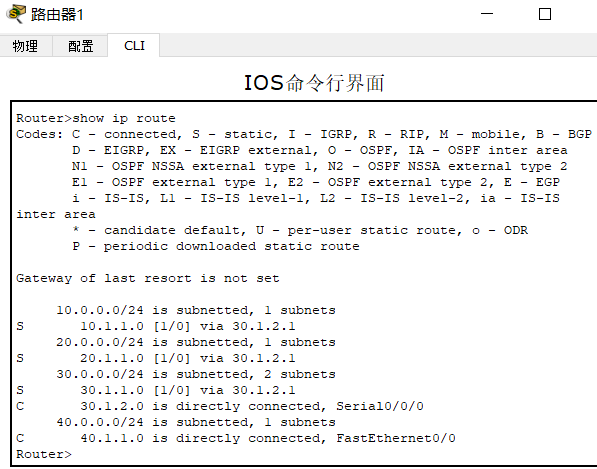 路由器1
物理 配置 CLI
IOS命令行界面
Router>show ip route
Codes: C - connected, S - static, I - IGRP, R - RIP, M - mobile, B - BGP
       D - EIGRP, EX - EIGRP external, O - OSPF, IA - OSPF inter area
       N1 - OSPF NSSA external type 1, N2 - OSPF NSSA external type 2
       E1 - OSPF external type 1, E2 - OSPF external type 2, E - EGP
       i - IS-IS, L1 - IS-IS level-1, L2 - IS-IS level-2, ia - IS-IS
inter area
       * - candidate default, U - per-user static route, o - ODR
       P - periodic downloaded static route
Gateway of last resort is not set
     10.0.0.0/24 is subnetted, 1 subnets
S       10.1.1.0 [1/0] via 30.1.2.1
     20.0.0.0/24 is subnetted, 1 subnets
S       20.1.1.0 [1/0] via 30.1.2.1
     30.0.0.0/24 is subnetted, 2 subnets
S       30.1.1.0 [1/0] via 30.1.2.1
C       30.1.2.0 is directly connected, Serial0/0/0
     40.0.0.0/24 is subnetted, 1 subnets
C       40.1.1.0 is directly connected, FastEthernet0/0
Router>